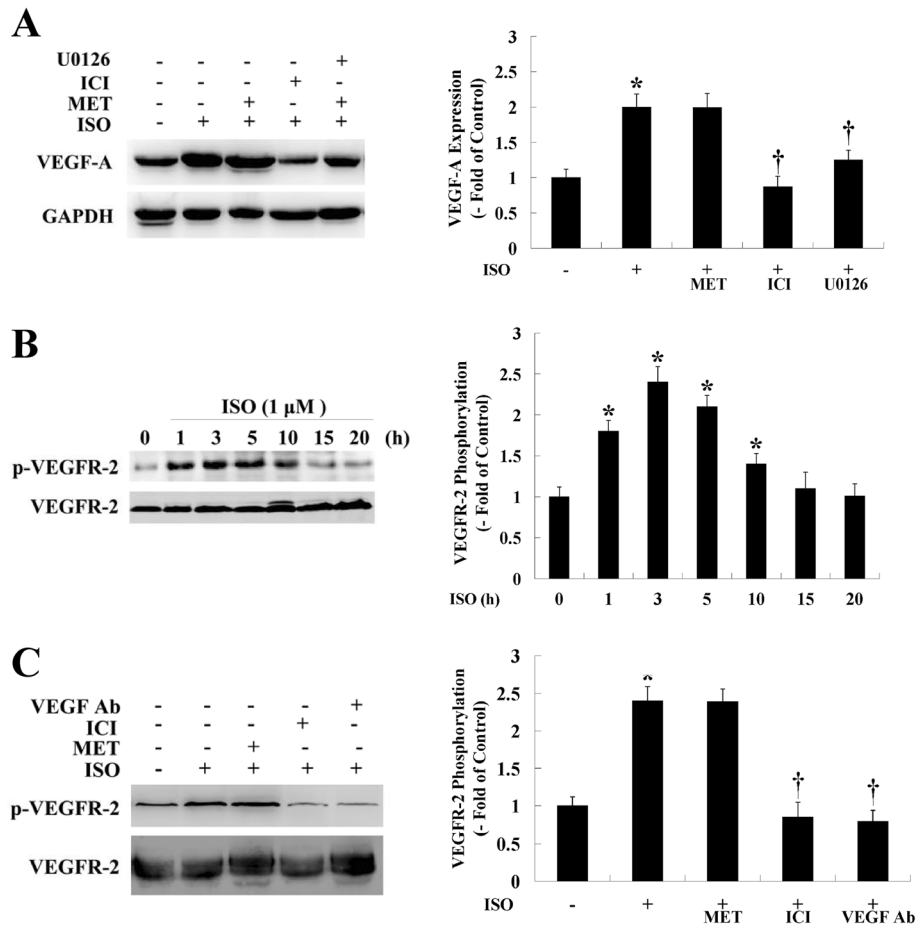 A
U0126 - - - - +
ICI - - - + -
MET - - + - +
ISO - + + + +
VEGF-A
GAPDH
VEGF-A Expression
(- Fold of Control)
3
2.5
2
1.5
1
0.5
0
* † †
ISO - + + + +
MET ICI U0126
B
ISO (1 μM )
0 1 3 5 10 15 20 (h)
p-VEGFR-2
VEGFR-2
VEGFR-2 Phosphorylation
(- Fold of Control)
3
2.5
2
1.5
1
0.5
0
* * * *
ISO (h) 0 1 3 5 10 15 20
C
VEGF Ab - - - - +
ICI - - - + -
MET - - + - -
ISO - + + + +
p-VEGFR-2
VEGFR-2
VEGFR-2 Phosphorylation
(- Fold of Control)
3
2.5
2
1.5
1
0.5
0
* † †
ISO - + + + +
MET ICI VEGF Ab